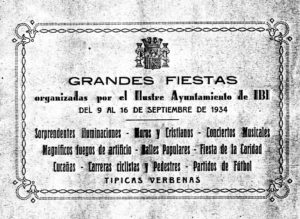 GRANDES FIESTAS
organizadas por el Ilustre Ayuntamiento de IBI
DEL 9 AL 16 DE SEPTIEMBRE DE 1934
Sorprendentes iluminaciones - Moros y Cristianos - Conciertos Musicales
Magníficos fuegos de artificio - Bailes Populares - Fiesta de la Caridad
Cucañas - Carreras ciclistas y Pedestres - Partidos de Fútbol
TIPICAS VERBENAS